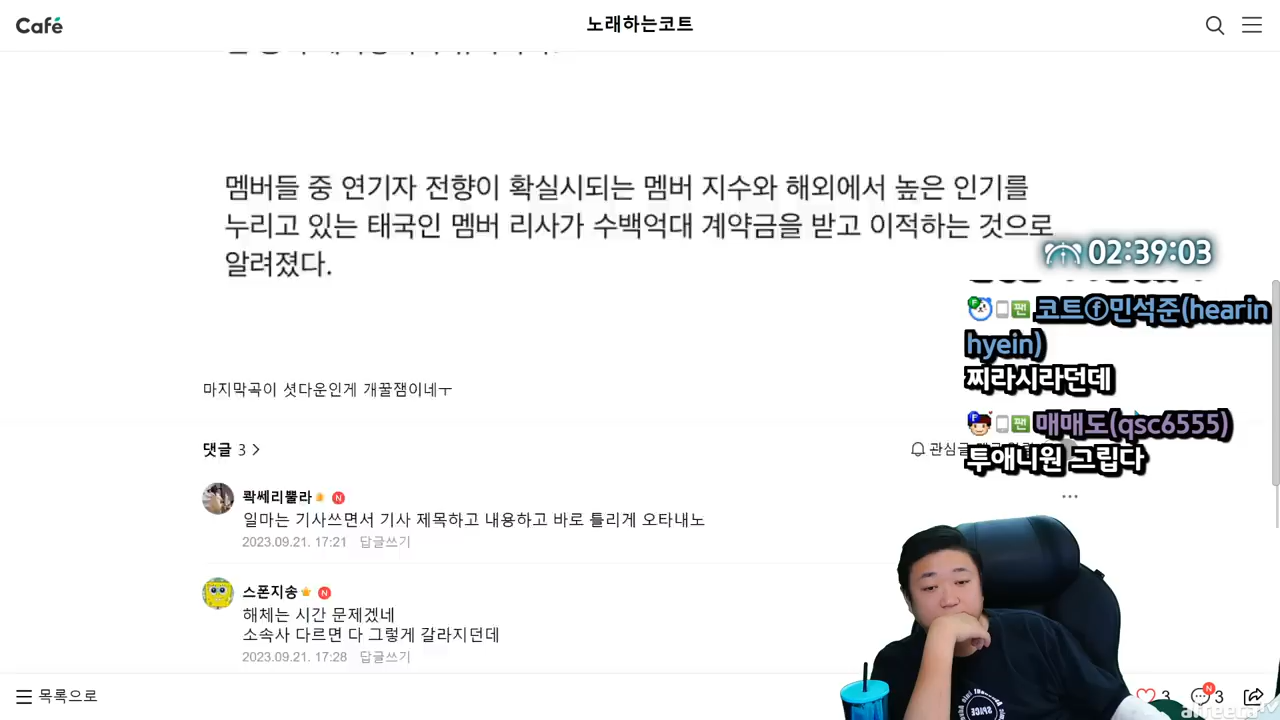 Café
노래하는코트
멤버들 중 연기자 전향이 확실시되는 멤버 지수와 해외에서 높은 인기를
누리고 있는 태국인 멤버 리사가 수백억대 계약금을 받고 이적하는 것으로
알려졌다.
02:39:03
코트ⓕ민석준(hearin
hyein)
찌라시라던데
마지막곡이 셧다운인게 개꿀잼이네ㅜ
매매도(qsc6555)
투애니원 그립다
댓글 3
관심글
콱쎄리뿔라
일마는 기사쓰면서 기사 제목하고 내용하고 바로 틀리게 오타내노
2023.09.21. 17:21 답글쓰기
스폰지송
해체는 시간 문제겠네
소속사 다르면 다 그렇게 갈라지던데
2023.09.21. 17:28 답글쓰기
목록으로
3
3
SPICE
afreecaTV